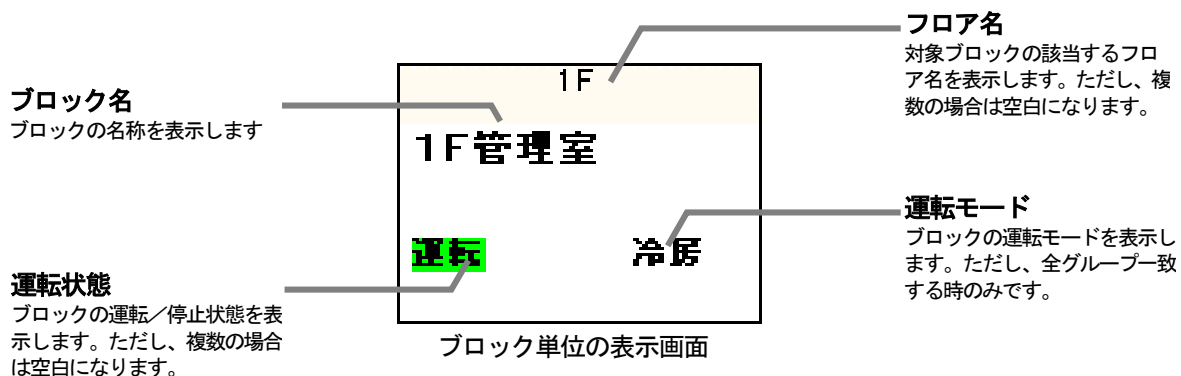 フロア名
対象ブロックの該当するフロ
ア名を表示します。ただし、複
数の場合は空白になります。
1F
ブロック名
ブロックの名称を表示します
1F管理室
運転モード
ブロックの運転モードを表示し
ます。ただし、全グループ一致
する時のみです。
運転
冷房
運転状態
ブロックの運転／停止状態を表
示します。ただし、複数の場合
は空白になります。
ブロック単位の表示画面